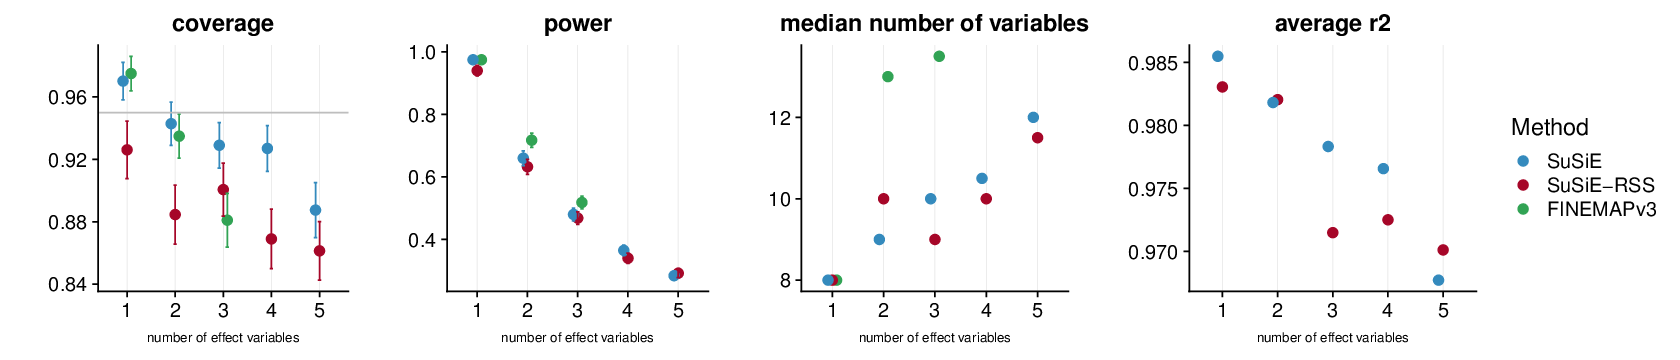 coverage
0.96
0.92
0.88
0.84
1 2 3 4 5
number of effect variables
power
1.0
0.8
0.6
0.4
1 2 3 4 5
number of effect variables
median number of variables
12
10
8
1 2 3 4 5
number of effect variables
average r2
0.985
0.980
0.975
0.970
1 2 3 4 5
number of effect variables
Method
SuSiE
SuSiE−RSS
FINEMAPv3